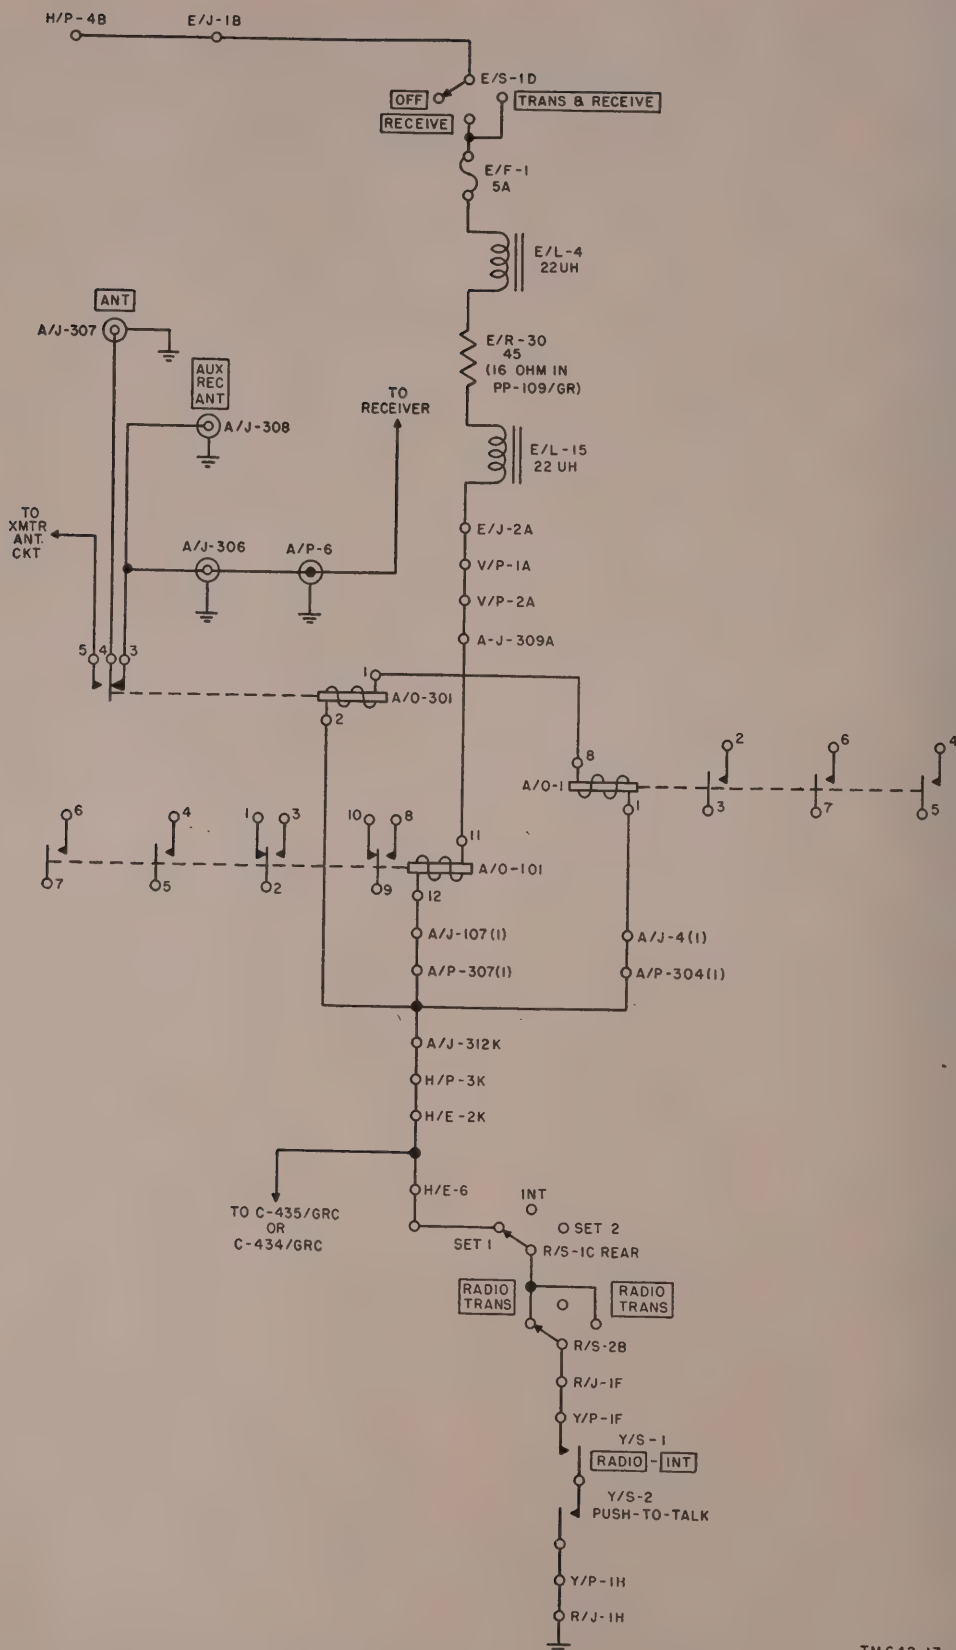 H/P-4B
E/J-1B
E/S-1D
OFF
TRANS & RECEIVE
RECEIVE
E/F-1
5A
E/L-4
22UH
ANT
A/J-307
E/R-30
45
(16 OHM IN
PP-109/GR)
AUX
REC
ANT
TO
RECEIVER
A/J-308
E/L-15
22 UH
TO
XMTR
ANT.
CKT
E/J-2A
A/J-306
A/P-6
V/P-1A
V/P-2A
A-J-309A
5
4
3
1
A/O-301
2
8
A/O-1
1
2
3
6
7
4
5
6
7
4
5
1
3
2
10
8
9
11
A/O-101
12
A/J-107(1)
A/J-4(1)
A/P-307(1)
A/P-304(1)
A/J-312K
H/P-3K
H/E-2K
H/E-6
TO C-435/GRC
OR
C-434/GRC
INT
SET 1
SET 2
R/S-1C REAR
RADIO
TRANS
RADIO
TRANS
R/S-2B
R/J-1F
Y/P-1F
Y/S-1
RADIO - INT
Y/S-2
PUSH-TO-TALK
Y/P-1H
R/J-1H